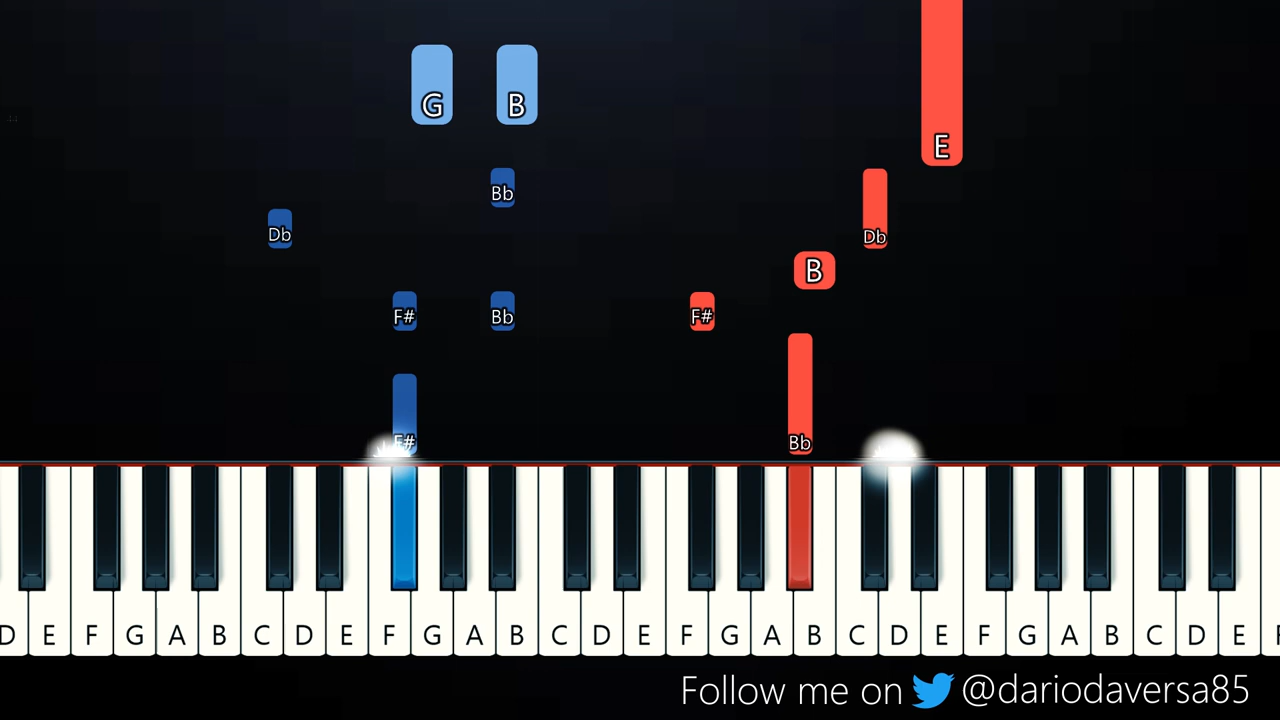 G B
E
Bb
Db Db
B
F# Bb F#
F# Bb
D E F G A B C D E F G A B C D E F G A B C D E F G A B C D E
Follow me on @dariodaversa85